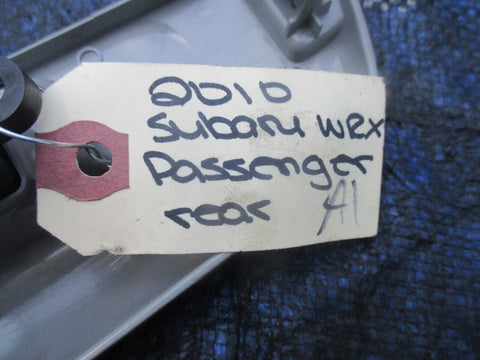 2010
Subaru WRX
Passenger
rear A1